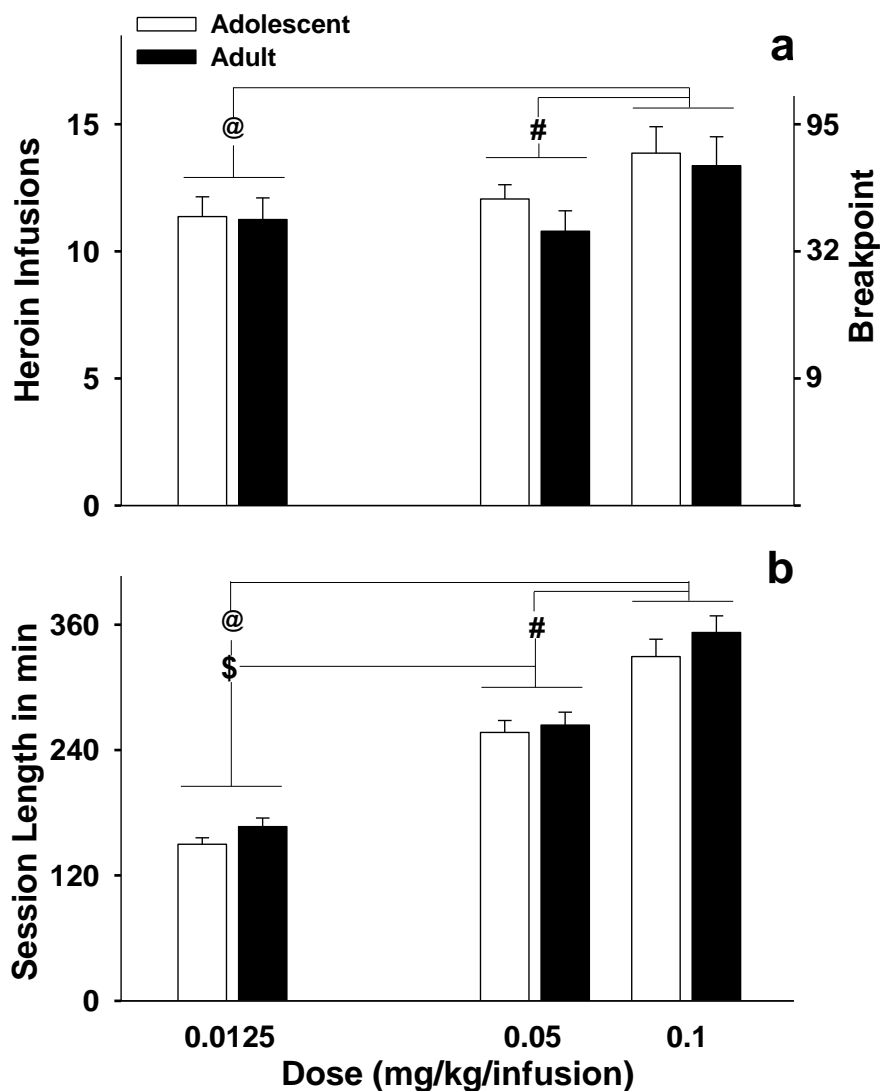 Adolescent
Adult
a
15
10
5
0
Heroin Infusions
@
#
95
32
9
Breakpoint
b
360
240
120
0
Session Length in min
@
$
#
0.0125 0.05 0.1
Dose (mg/kg/infusion)